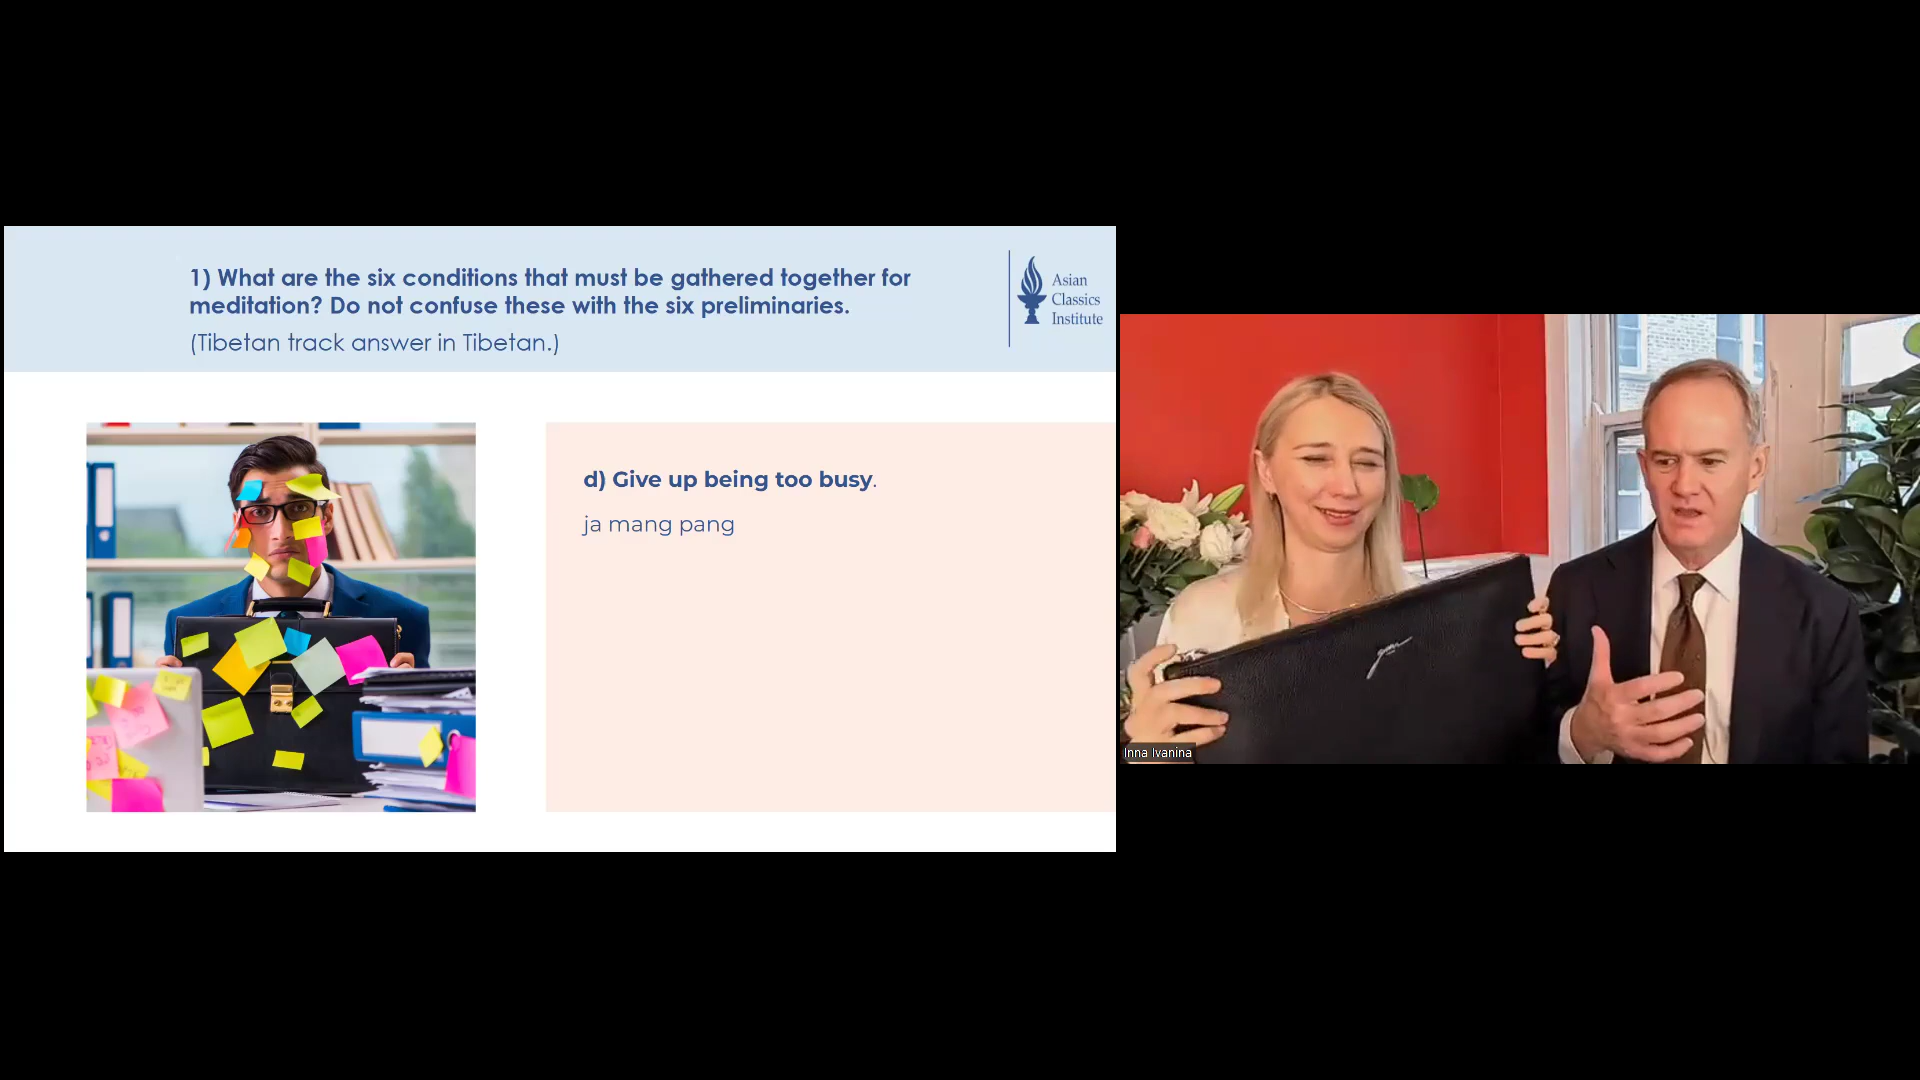 1) What are the six conditions that must be gathered together for
meditation? Do not confuse these with the six preliminaries.
(Tibetan track answer in Tibetan.)
Asian
Classics
Institute
d) Give up being too busy.
ja mang pang
Inna Ivanina